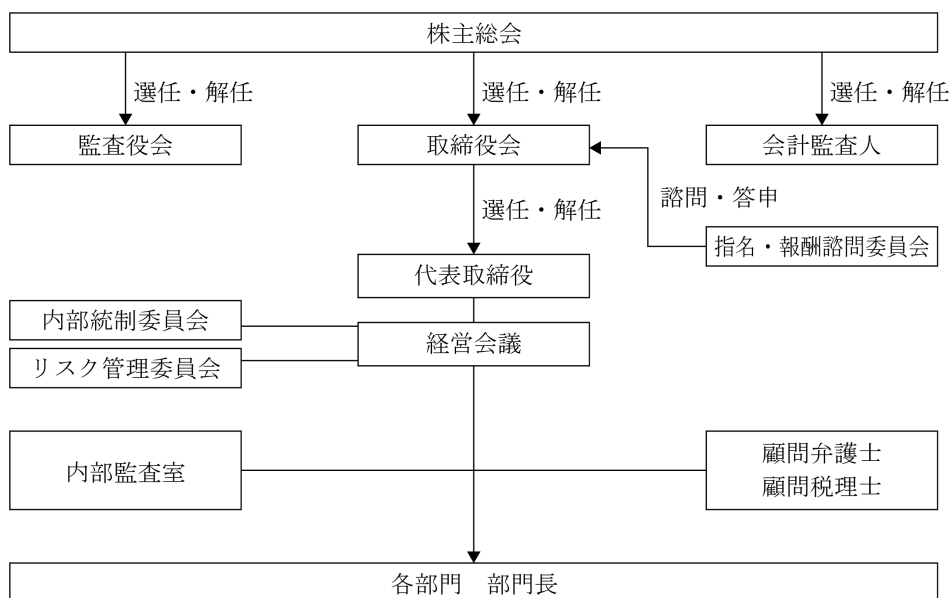 株主総会
選任・解任
選任・解任
選任・解任
監査役会
取締役会
会計監査人
諮問・答申
選任・解任
指名・報酬諮問委員会
代表取締役
内部統制委員会
経営会議
リスク管理委員会
内部監査室
顧問弁護士
顧問税理士
各部門　部門長